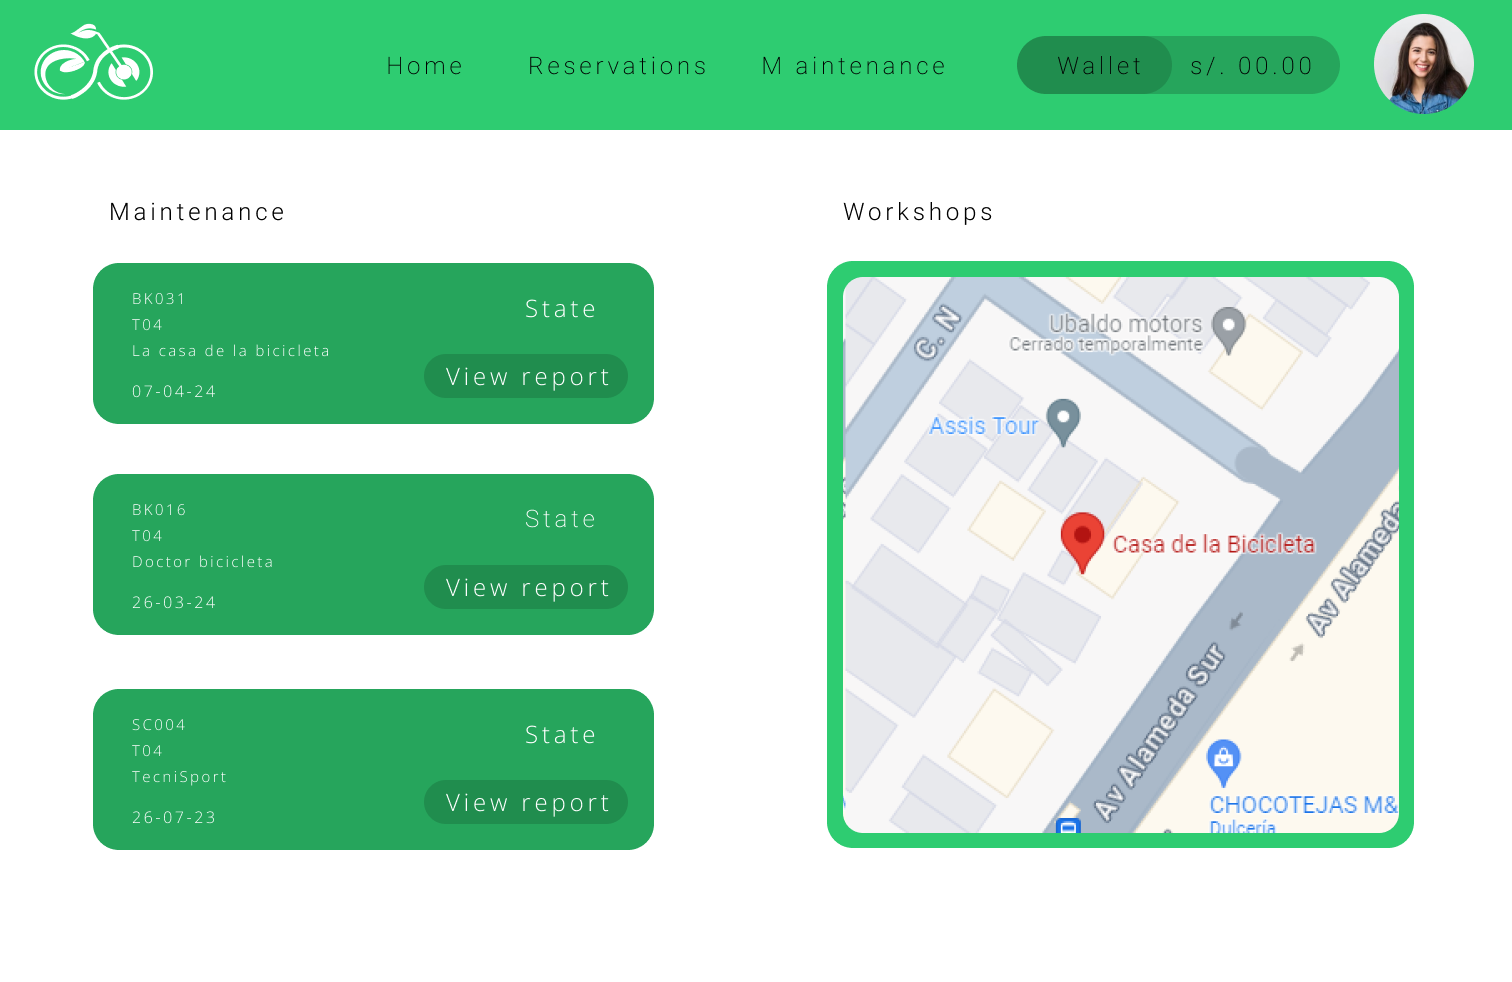 Home Reservations M aintenance Wallet s/. 00.00
Maintenance
BK031
T04
La casa de la bicicleta
07-04-24
State
View report
BK016
T04
Doctor bicicleta
26-03-24
State
View report
SC004
T04
TecniSport
26-07-23
State
View report
Workshops
C. N
Ubaldo motors
Cerrado temporalmente
Assis Tour
Casa de la Bicicleta
Av Alameda
Av Alameda Sur
CHOCOTEJAS M&
Dulcería